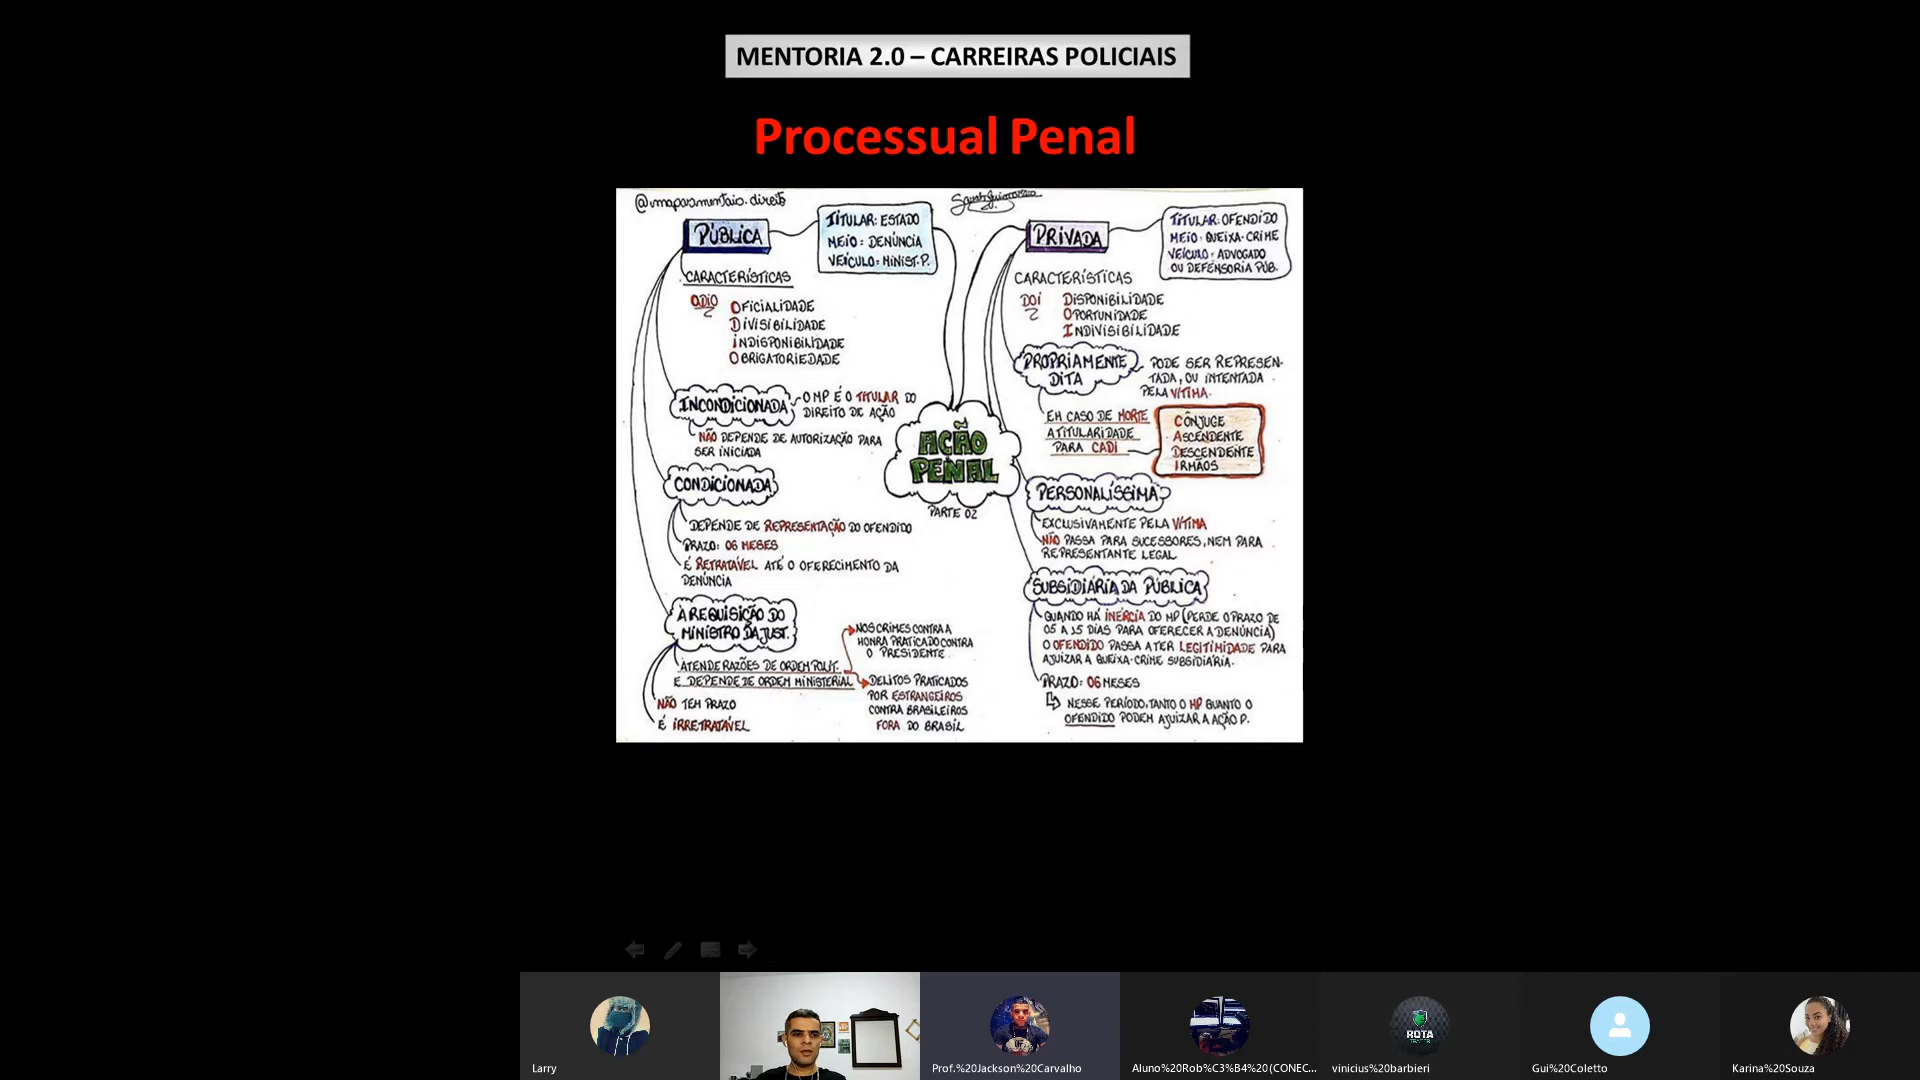 MENTORIA 2.0 – CARREIRAS POLICIAIS
Processual Penal
@mapasmentais.direito
PÚBLICA
TITULAR: ESTADO
MEIO: DENÚNCIA
VEÍCULO: MINIST. P.
CARACTERÍSTICAS
ODIO
OFICIALIDADE
DIVISIBILIDADE
INDISPONIBILIDADE
OBRIGATORIEDADE
INCONDICIONADA
O MP É O TITULAR DO
DIREITO DE AÇÃO
NÃO DEPENDE DE AUTORIZAÇÃO PARA
SER INICIADA
CONDICIONADA
DEPENDE DE REPRESENTAÇÃO DO OFENDIDO
PRAZO: 06 MESES
É RETRATÁVEL ATÉ O OFERECIMENTO DA
DENÚNCIA
À REQUISIÇÃO DO
MINISTRO DA JUST.
ATENDE RAZÕES DE ORDEM POLÍT.
E DEPENDE DE ORDEM MINISTERIAL
NOS CRIMES CONTRA A
HONRA PRATICADO CONTRA
O PRESIDENTE
DELITOS PRATICADOS
POR ESTRANGEIROS
CONTRA BRASILEIROS
FORA DO BRASIL
NÃO TEM PRAZO
É IRRETRATÁVEL
AÇÃO
PENAL
PARTE 02
PRIVADA
TITULAR: OFENDIDO
MEIO: QUEIXA-CRIME
VEÍCULO: ADVOGADO
OU DEFENSORIA PÚB.
CARACTERÍSTICAS
DOI
DISPONIBILIDADE
OPORTUNIDADE
INDIVISIBILIDADE
PROPRIAMENTE
DITA
PODE SER REPRESEN-
TADA, OU INTENTADA
PELA VÍTIMA.
EM CASO DE MORTE
A TITULARIDADE
PARA CADI
CÔNJUGE
ASCENDENTE
DESCENDENTE
IRMÃOS
PERSONALÍSSIMA
EXCLUSIVAMENTE PELA VÍTIMA
NÃO PASSA PARA SUCESSORES, NEM PARA
REPRESENTANTE LEGAL
SUBSIDIÁRIA DA PÚBLICA
QUANDO HÁ INÉRCIA DO MP (PERDE O PRAZO DE
05 A 15 DIAS PARA OFERECER A DENÚNCIA)
O OFENDIDO PASSA A TER LEGITIMIDADE PARA
AJUIZAR A QUEIXA-CRIME SUBSIDIÁRIA.
PRAZO: 06 MESES
NESSE PERÍODO, TANTO O MP QUANTO O
OFENDIDO PODEM AJUIZAR A AÇÃO P.
ROTA
Larry
Prof.%20Jackson%20Carvalho
Aluno%20Rob%C3%B4%20(CONEC...
vinicius%20barbieri
Gui%20Coletto
Karina%20Souza